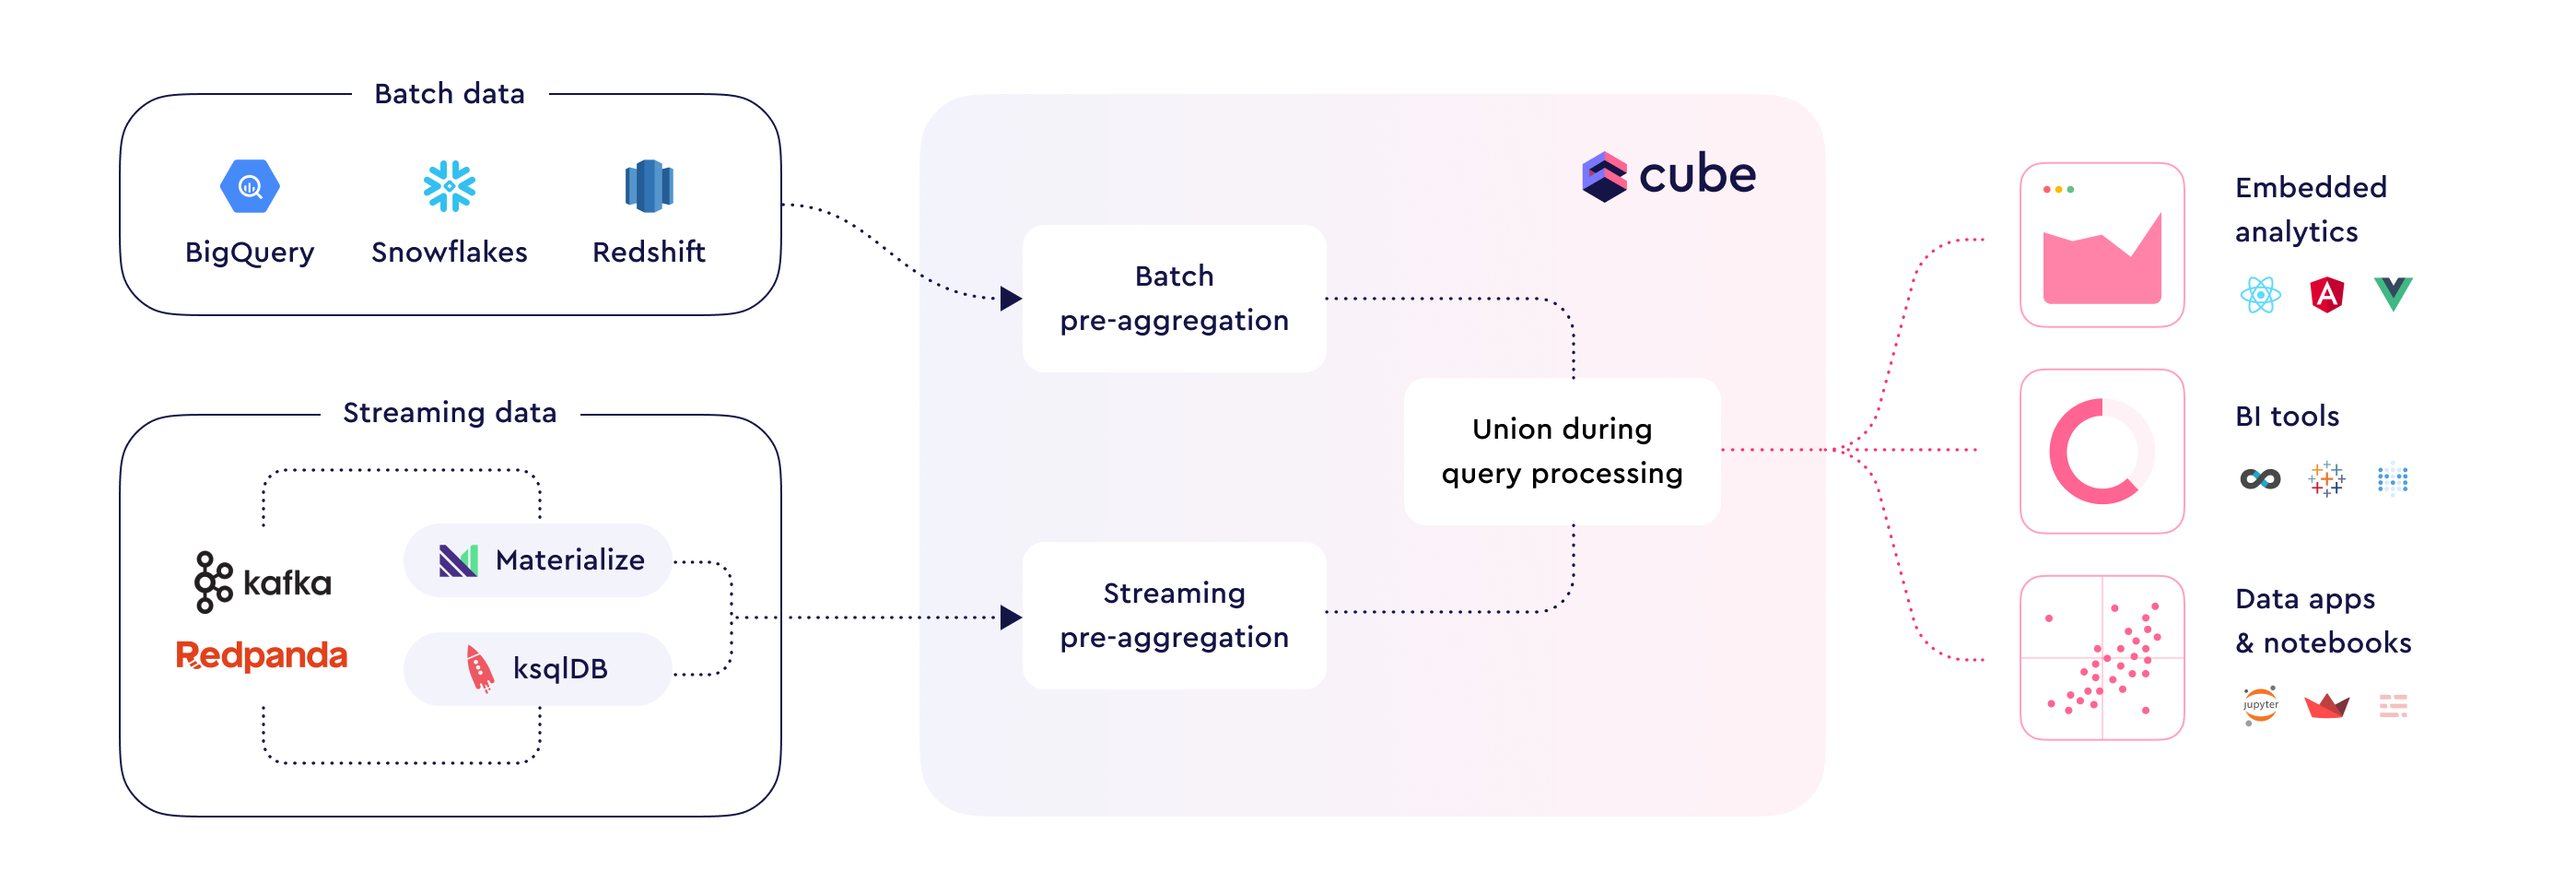 Batch data
BigQuery
Snowflakes
Redshift
Streaming data
kafka
Redpanda
Materialize
ksqlDB
cube
Batch
pre-aggregation
Streaming
pre-aggregation
Union during
query processing
Embedded
analytics
A
BI tools
Data apps
& notebooks
jupyter